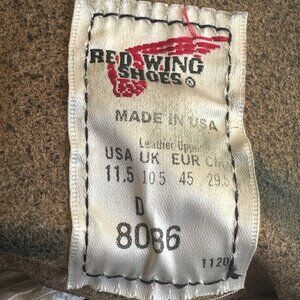 RED WING
SHOES
MADE IN USA
Leather Upper
USA UK EUR CM
11.5 10.5 45 29.5
D
8086
1120